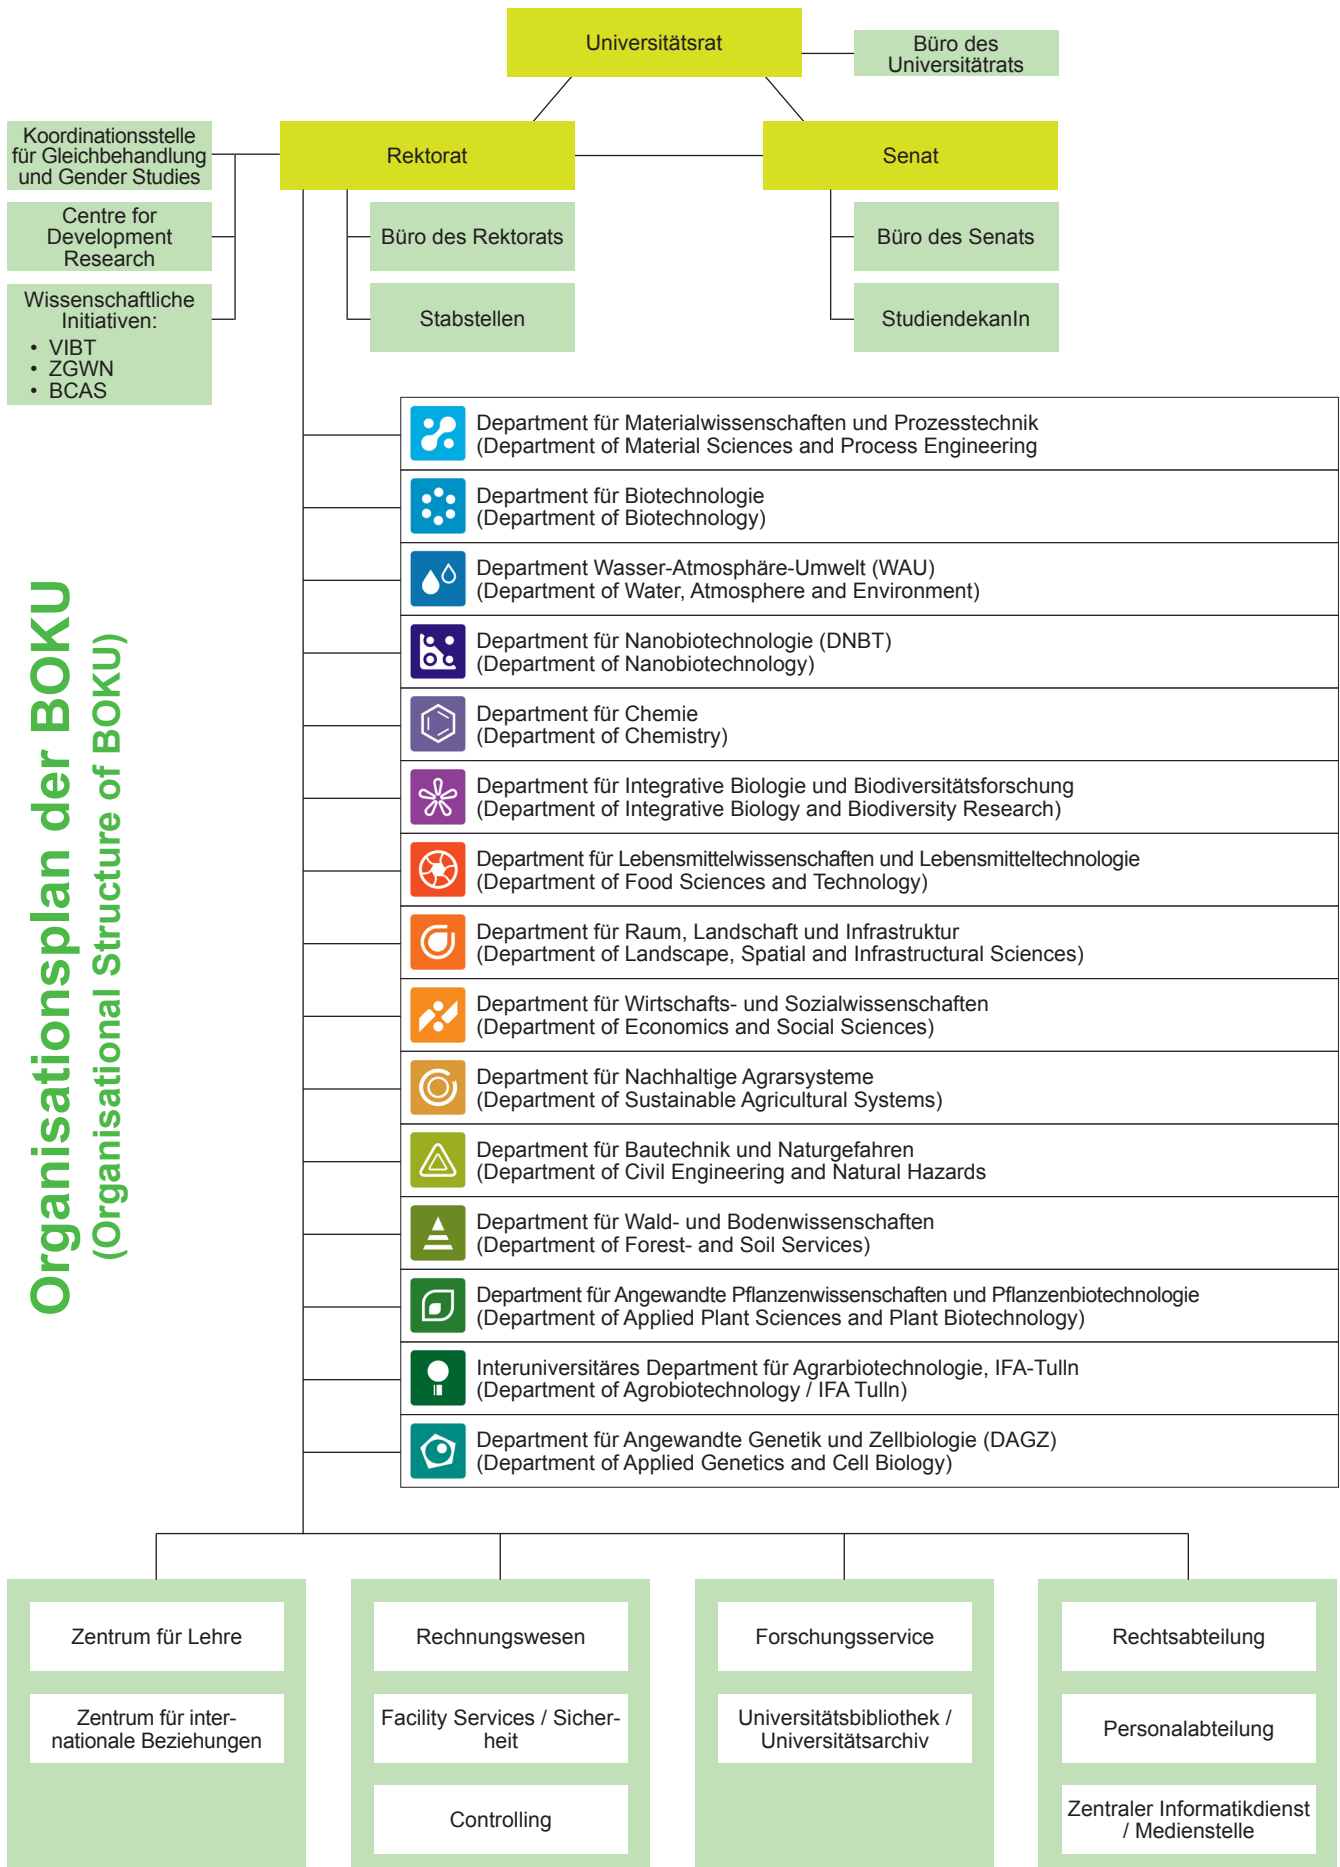 Universitätsrat
Büro des
Universitätrats
Koordinationsstelle
für Gleichbehandlung
und Gender Studies
Rektorat
Senat
Centre for
Development
Research
Büro des Rektorats
Büro des Senats
Wissenschaftliche
Initiativen:
• VIBT
• ZGWN
• BCAS
Stabstellen
StudiendekanIn
Organisationsplan der BOKU
(Organisational Structure of BOKU)
Department für Materialwissenschaften und Prozesstechnik
(Department of Material Sciences and Process Engineering
Department für Biotechnologie
(Department of Biotechnology)
Department Wasser-Atmosphäre-Umwelt (WAU)
(Department of Water, Atmosphere and Environment)
Department für Nanobiotechnologie (DNBT)
(Department of Nanobiotechnology)
Department für Chemie
(Department of Chemistry)
Department für Integrative Biologie und Biodiversitätsforschung
(Department of Integrative Biology and Biodiversity Research)
Department für Lebensmittelwissenschaften und Lebensmitteltechnologie
(Department of Food Sciences and Technology)
Department für Raum, Landschaft und Infrastruktur
(Department of Landscape, Spatial and Infrastructural Sciences)
Department für Wirtschafts- und Sozialwissenschaften
(Department of Economics and Social Sciences)
Department für Nachhaltige Agrarsysteme
(Department of Sustainable Agricultural Systems)
Department für Bautechnik und Naturgefahren
(Department of Civil Engineering and Natural Hazards
Department für Wald- und Bodenwissenschaften
(Department of Forest- and Soil Services)
Department für Angewandte Pflanzenwissenschaften und Pflanzenbiotechnologie
(Department of Applied Plant Sciences and Plant Biotechnology)
Interuniversitäres Department für Agrarbiotechnologie, IFA-Tulln
(Department of Agrobiotechnology / IFA Tulln)
Department für Angewandte Genetik und Zellbiologie (DAGZ)
(Department of Applied Genetics and Cell Biology)
Zentrum für Lehre
Zentrum für inter-
nationale Beziehungen
Rechnungswesen
Facility Services / Sicher-
heit
Controlling
Forschungsservice
Universitätsbibliothek /
Universitätsarchiv
Rechtsabteilung
Personalabteilung
Zentraler Informatikdienst
/ Medienstelle